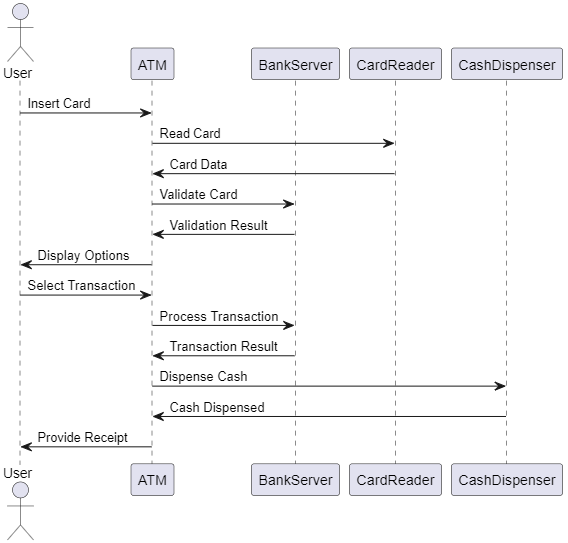 User
ATM
BankServer
CardReader
CashDispenser
Insert Card
Read Card
Card Data
Validate Card
Validation Result
Display Options
Select Transaction
Process Transaction
Transaction Result
Dispense Cash
Cash Dispensed
Provide Receipt
User
ATM
BankServer
CardReader
CashDispenser